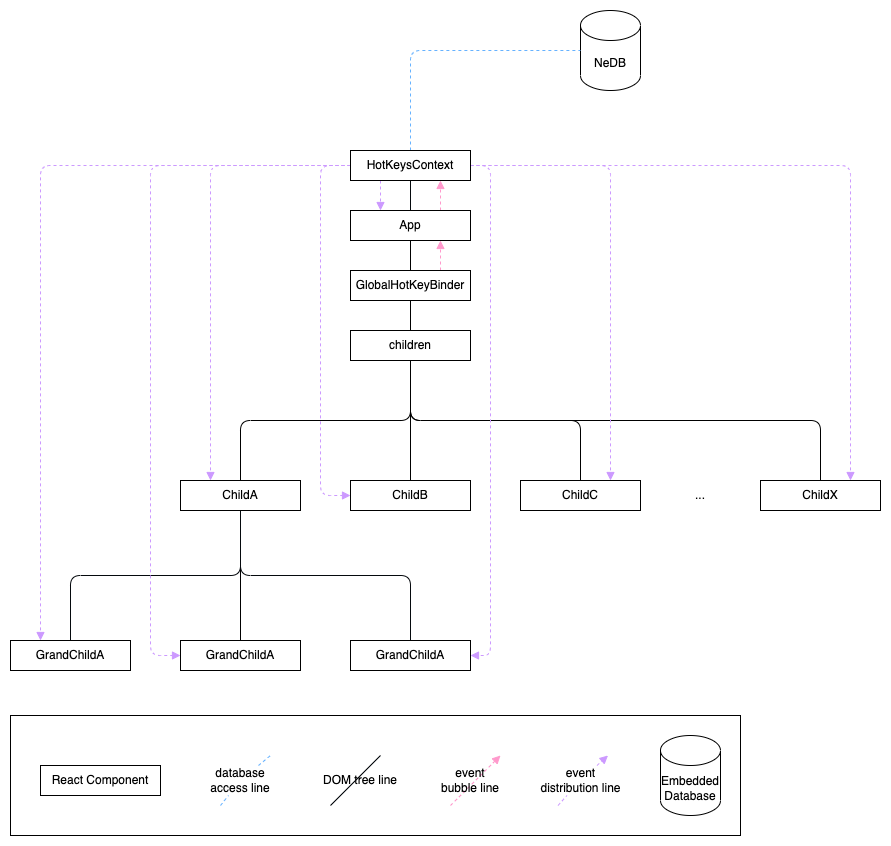 NeDB
HotKeysContext
App
GlobalHotKeyBinder
children
ChildA
ChildB
ChildC
...
ChildX
GrandChildA
GrandChildA
GrandChildA
React Component
database
access line
DOM tree line
event
bubble line
event
distribution line
Embedded
Database